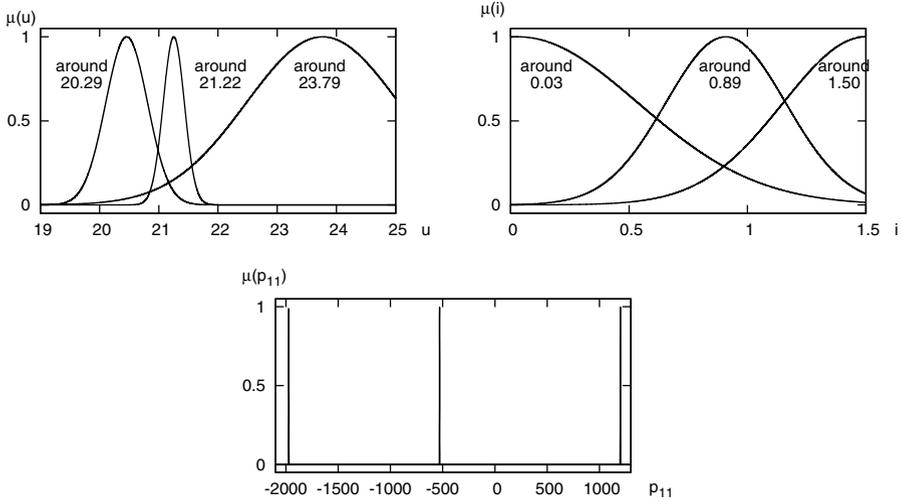 μ(u)
1
0.5
0
around
20.29
around
21.22
around
23.79
19 20 21 22 23 24 25 u
μ(i)
1
0.5
0
around
0.03
around
0.89
around
1.50
0 0.5 1 1.5 i
μ(p11)
1
0.5
0
-2000 -1500 -1000 -500 0 500 1000 p11